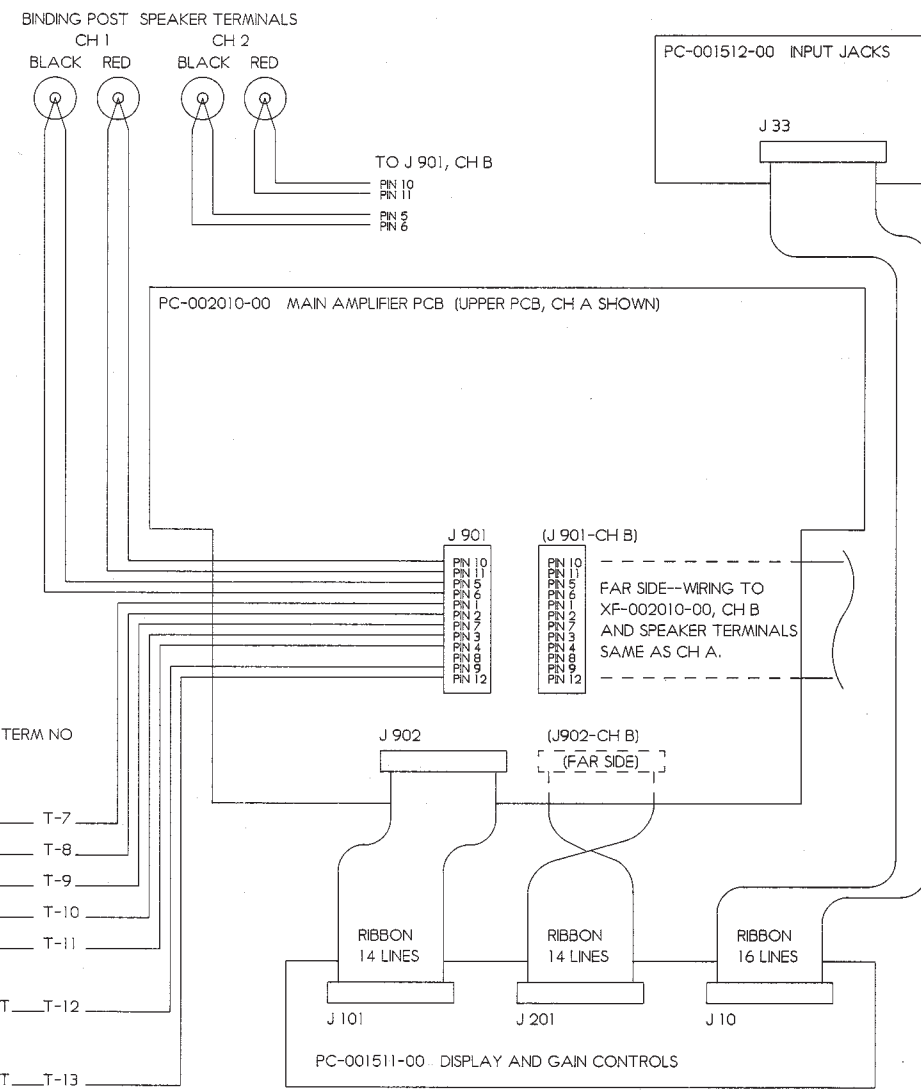 BINDING POST SPEAKER TERMINALS
CH 1 CH 2
BLACK RED BLACK RED
TO J 901, CH B
PIN 10
PIN 11
PIN 5
PIN 6
PC-001512-00 INPUT JACKS
J 33
PC-002010-00 MAIN AMPLIFIER PCB (UPPER PCB, CH A SHOWN)
J 901
PIN 10
PIN 11
PIN 5
PIN 6
PIN 1
PIN 2
PIN 7
PIN 3
PIN 4
PIN 8
PIN 9
PIN 12
(J 901-CH B)
PIN 10
PIN 11
PIN 5
PIN 6
PIN 1
PIN 2
PIN 7
PIN 3
PIN 4
PIN 8
PIN 9
PIN 12
FAR SIDE--WIRING TO
XF-002010-00, CH B
AND SPEAKER TERMINALS
SAME AS CH A.
TERM NO
T-7
T-8
T-9
T-10
T-11
T T-12
T T-13
J 902
(J902-CH B)
(FAR SIDE)
RIBBON
14 LINES
RIBBON
14 LINES
RIBBON
16 LINES
J 101
J 201
J 10
PC-001511-00 DISPLAY AND GAIN CONTROLS